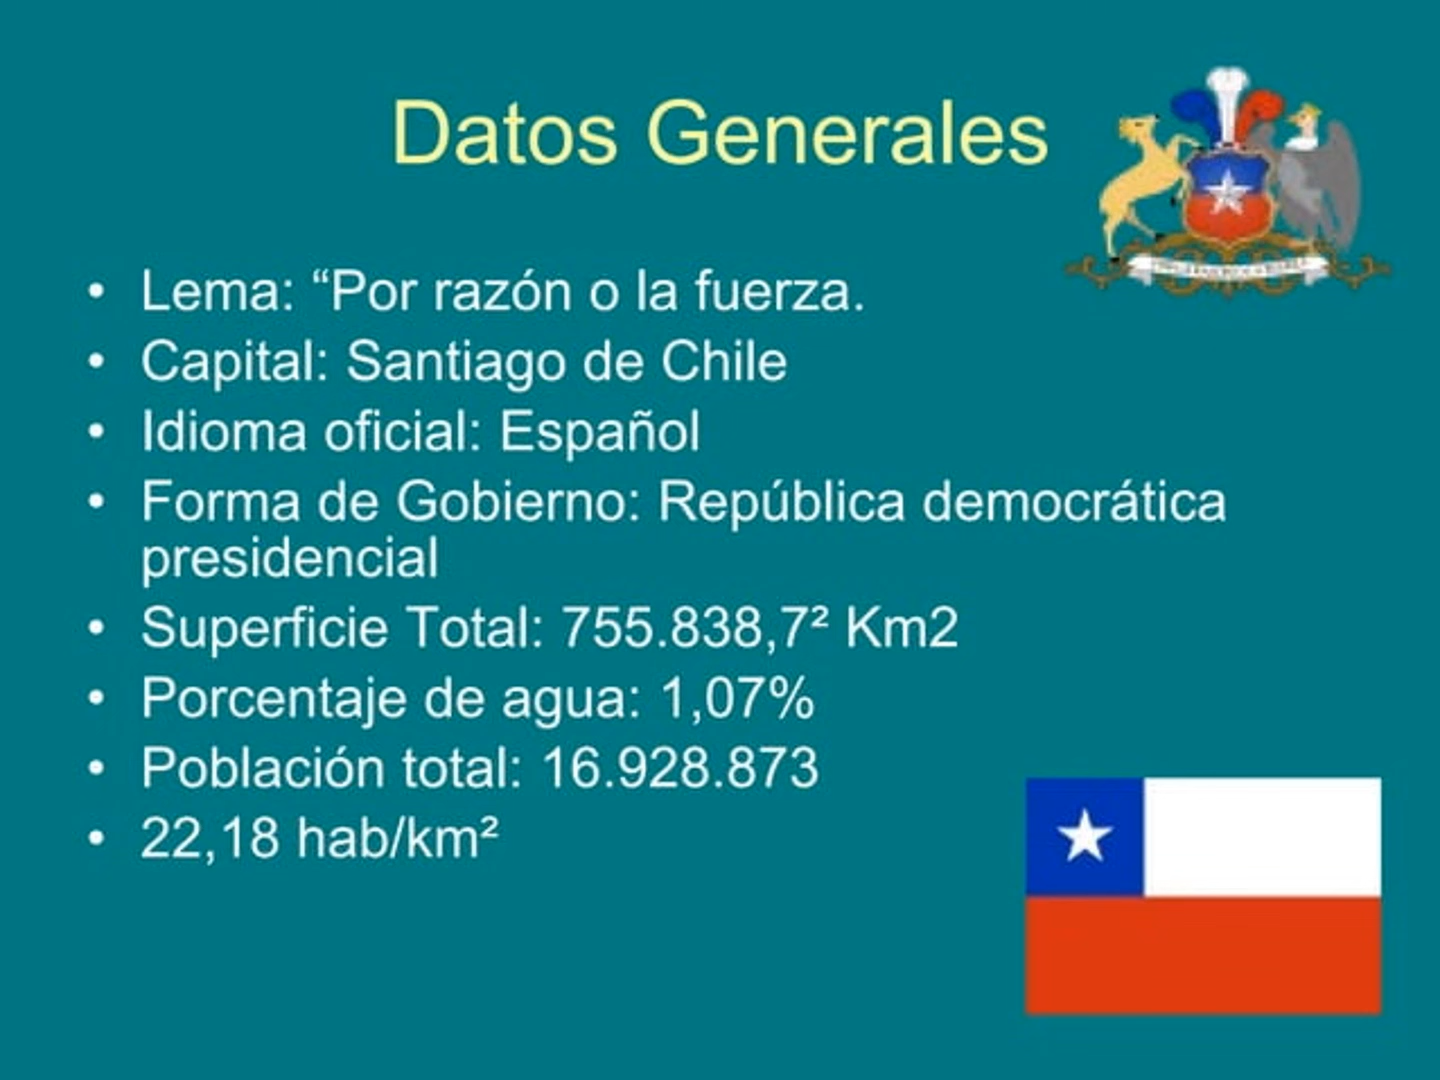 Datos Generales
• Lema: “Por razón o la fuerza.
• Capital: Santiago de Chile
• Idioma oficial: Español
• Forma de Gobierno: República democrática
presidencial
• Superficie Total: 755.838,7² Km2
• Porcentaje de agua: 1,07%
• Población total: 16.928.873
• 22,18 hab/km²